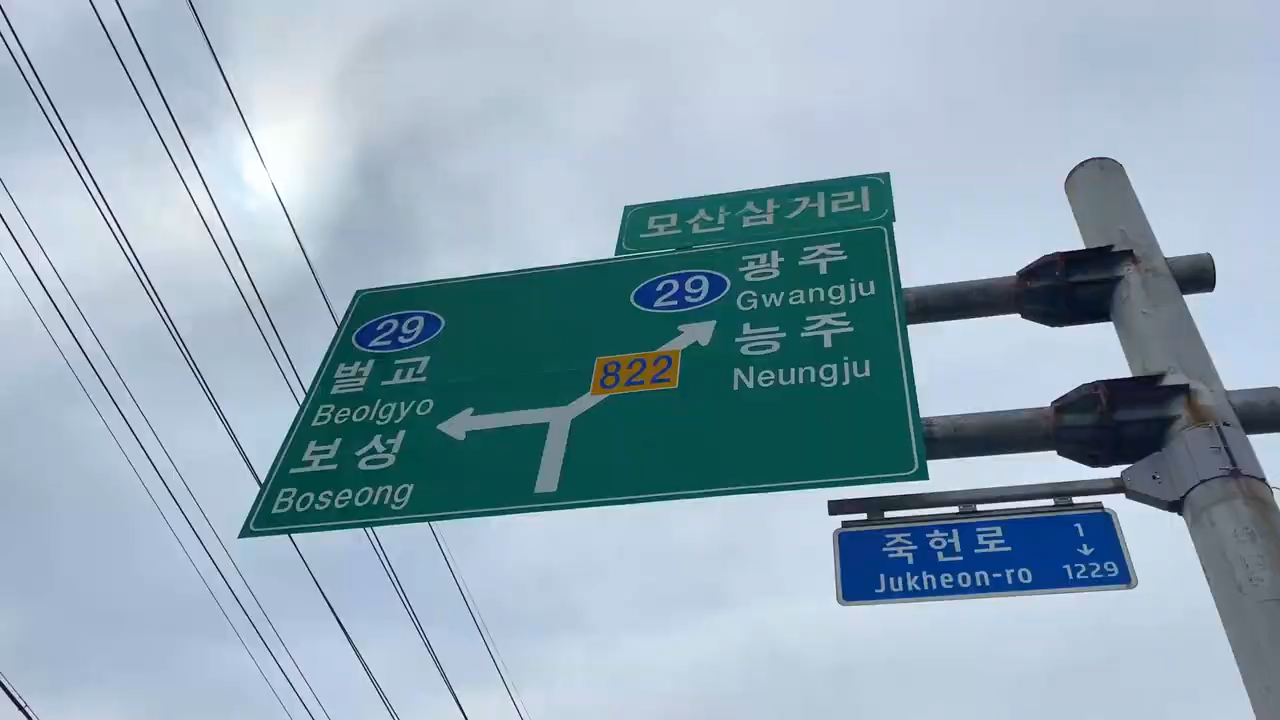 모산삼거리
29
벌교
Beolgyo
보성
Boseong
822
29
광주
Gwangju
능주
Neungju
죽헌로
Jukheon-ro
1
↓
1229